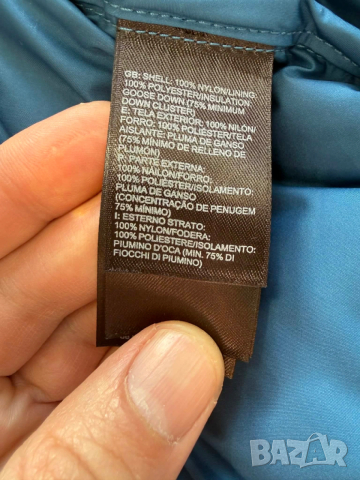 GB: SHELL: 100% NYLON/LINING:
100% POLYESTER/INSULATION:
GOOSE DOWN (75% MINIMUM
DOWN CLUSTER)
E: TELA EXTERIOR: 100% NILÓN/
FORRO: 100% POLIÉSTER/TELA
AISLANTE: PLUMA DE GANSO
(75% MÍNIMO DE RELLENO DE
PLUMÓN)
P: PARTE EXTERNA:
100% NÁILON/FORRO:
100% POLIÉSTER/ISOLAMENTO:
PLUMA DE GANSO
(CONCENTRAÇÃO DE PENUGEM
75% MÍNIMO)
I: ESTERNO STRATO:
100% NYLON/FODERA:
100% POLIESTERE/ISOLAMENTO:
PIUMINO D'OCA (MIN. 75% DI
FIOCCHI DI PIUMINO)
BAZAR